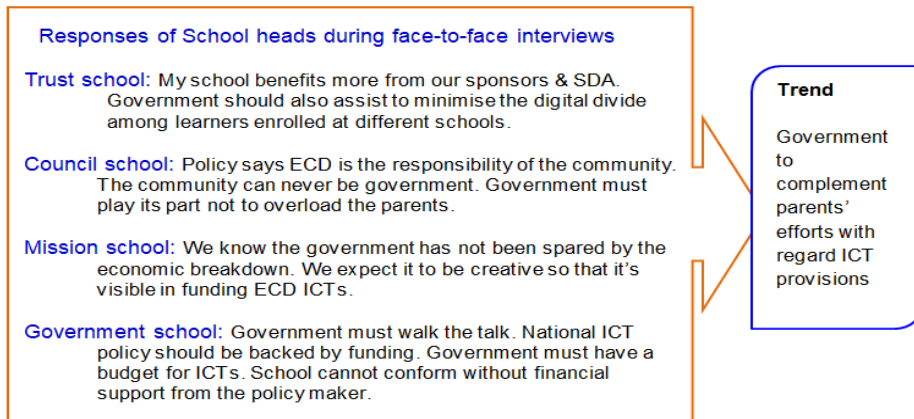 Responses of School heads during face-to-face interviews
Trust school: My school benefits more from our sponsors & SDA.
Government should also assist to minimise the digital divide
among learners enrolled at different schools.
Council school: Policy says ECD is the responsibility of the community.
The community can never be government. Government must
play its part not to overload the parents.
Mission school: We know the government has not been spared by the
economic breakdown. We expect it to be creative so that it's
visible in funding ECD ICTs.
Government school: Government must walk the talk. National ICT
policy should be backed by funding. Government must have a
budget for ICTs. School cannot conform without financial
support from the policy maker.
Trend
Government
to
complement
parents'
efforts with
regard ICT
provisions